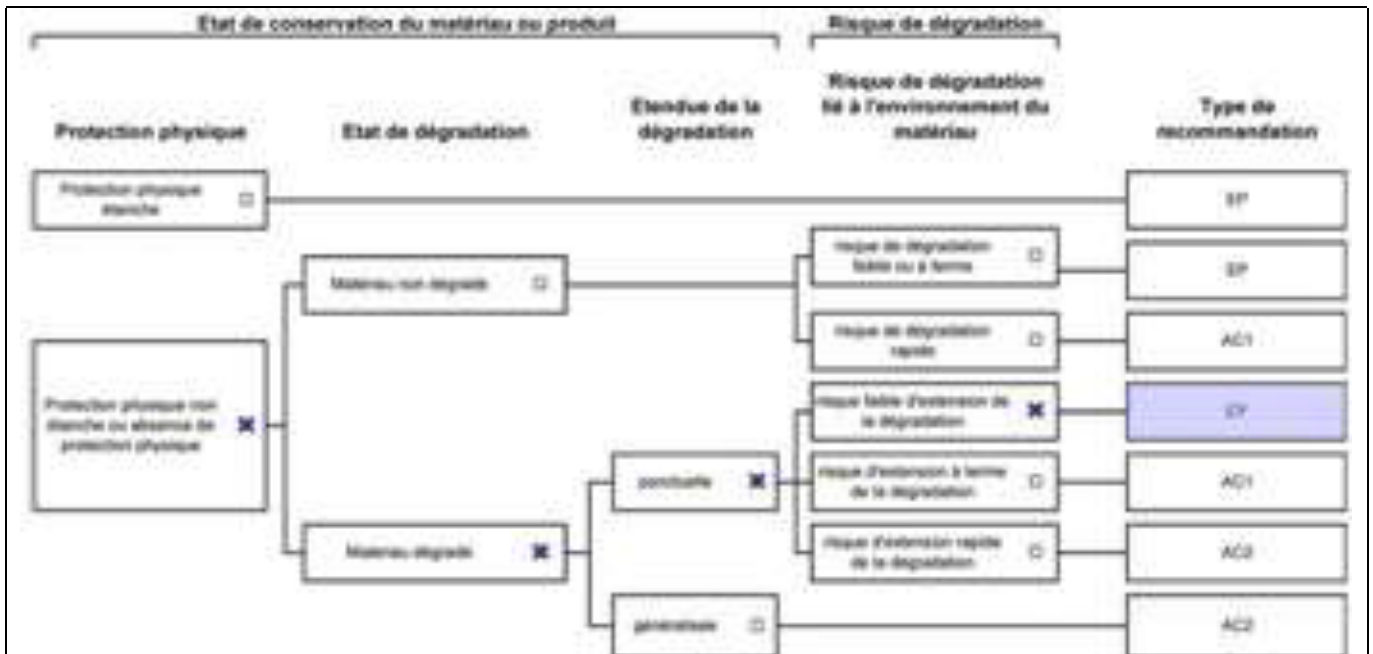 Etat de conservation du matériau ou produit
Risque de dégradation
Protection physique
Etat de dégradation
Etendue de la
dégradation
Risque de dégradation
lié à l'environnement du
matériau
Type de
recommandation
Protection physique
étanche
EP
Matériau non dégradé
risque de dégradation
faible ou à terme
EP
risque de dégradation
rapide
AC1
Protection physique non
étanche ou absence de
protection physique
risque faible d'extension de
la dégradation
ponctuelle
risque d'extension à terme
de la dégradation
AC1
Matériau dégradé
risque d'extension rapide
de la dégradation
AC2
généralisée
AC2